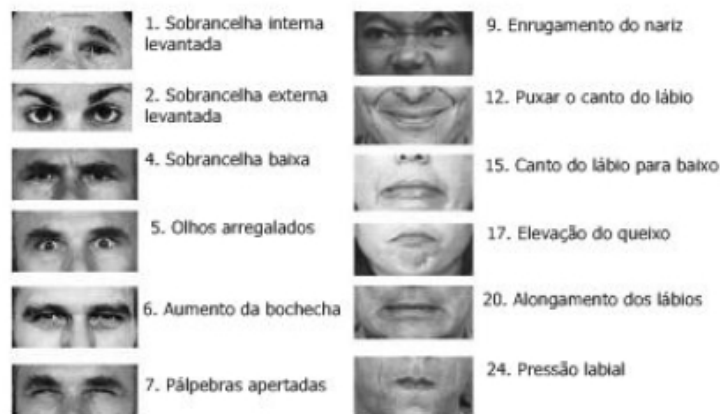 1. Sobrancelha interna
levantada
2. Sobrancelha externa
levantada
4. Sobrancelha baixa
5. Olhos arregalados
6. Aumento da bochecha
7. Pálpebras apertadas
9. Enrugamento do nariz
12. Puxar o canto do lábio
15. Canto do lábio para baixo
17. Elevação do queixo
20. Alongamento dos lábios
24. Pressão labial